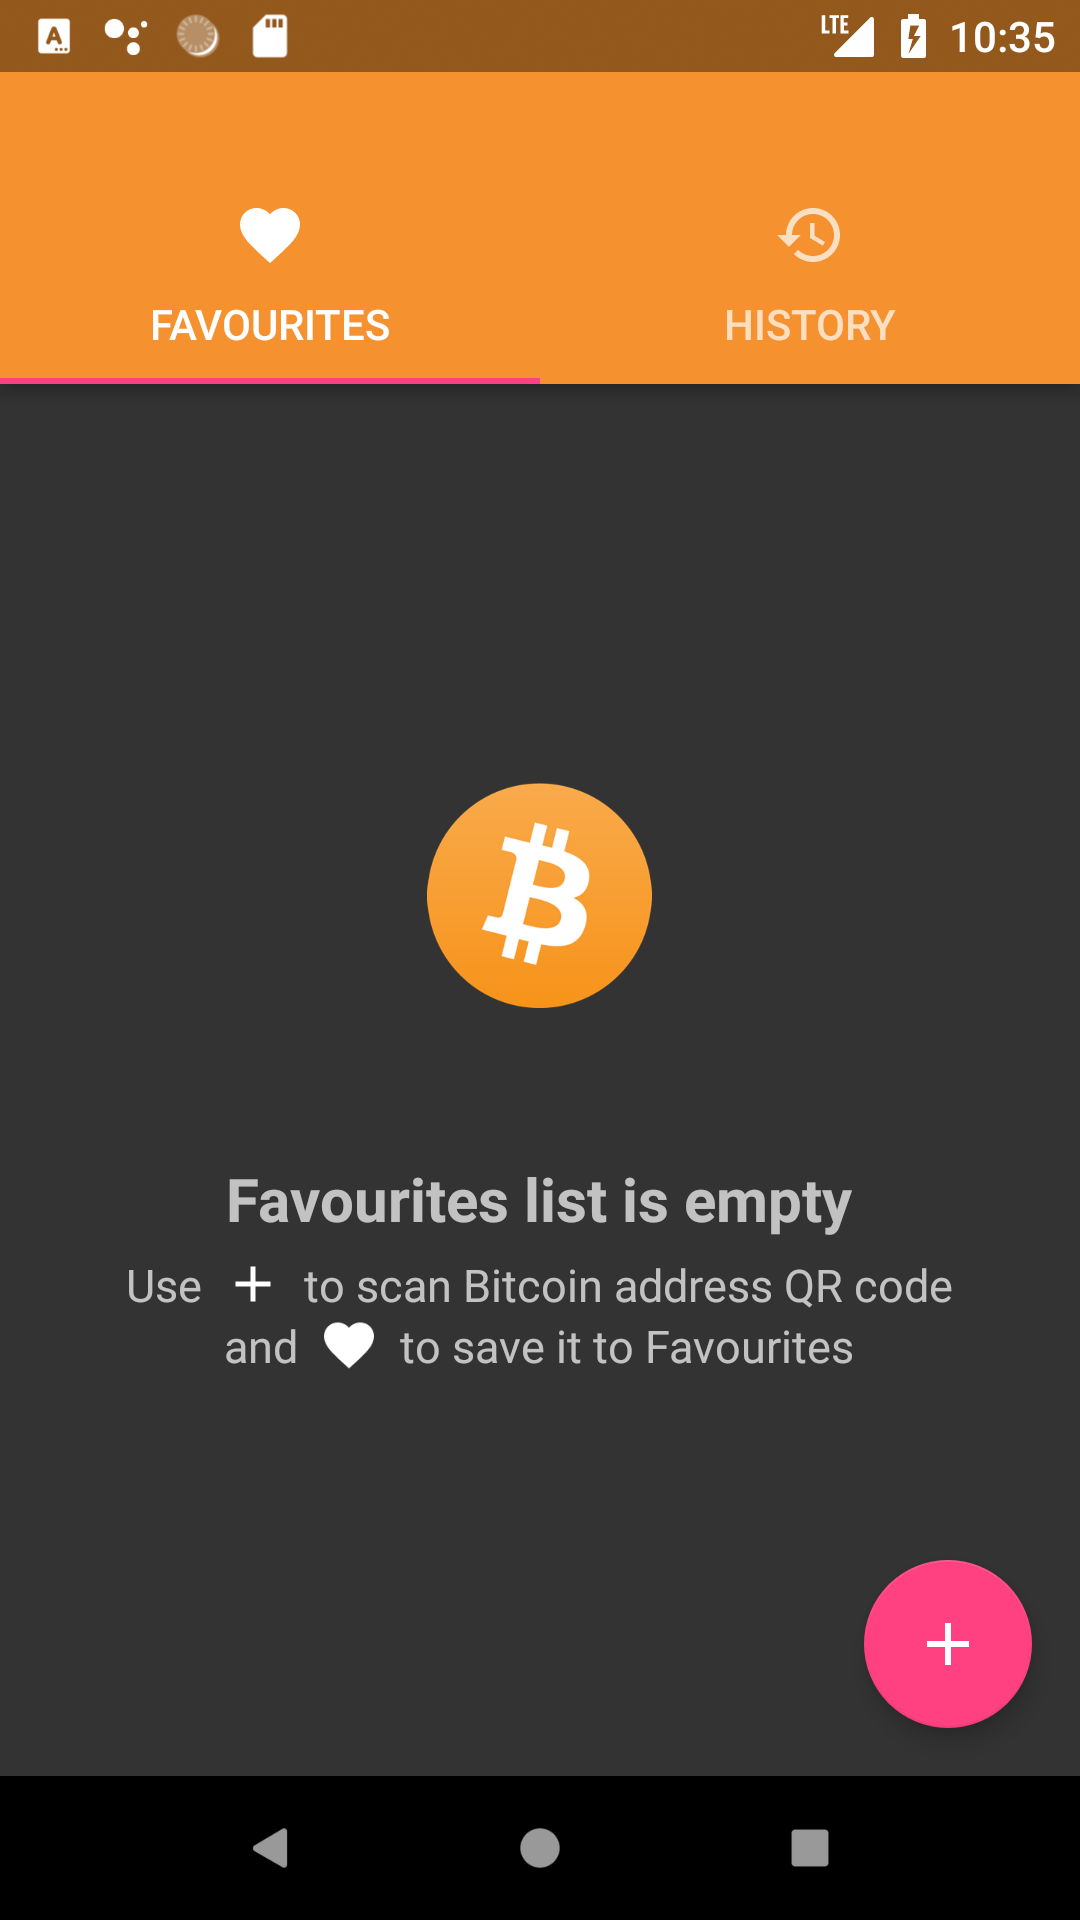 LTE 10:35
FAVOURITES
HISTORY
Favourites list is empty
Use + to scan Bitcoin address QR code
and to save it to Favourites